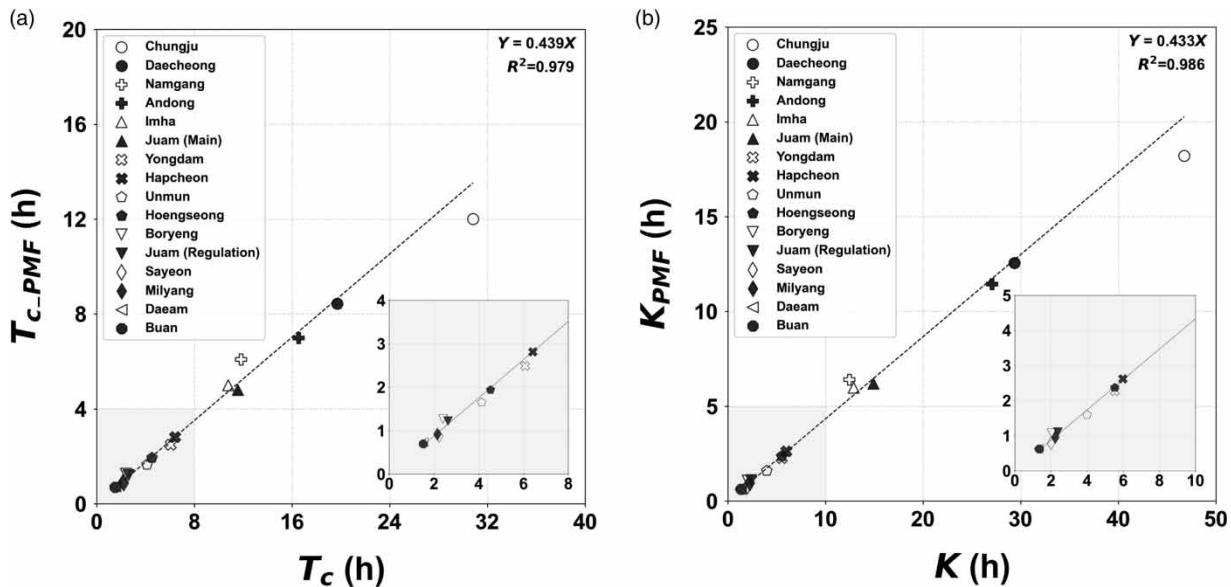 (a)
20
16
12
8
4
0
T_c_PMF (h)
Y = 0.439X
R²=0.979
Chungju
Daecheong
Namgang
Andong
Imha
Juam (Main)
Yongdam
Hapcheon
Unmun
Hoengseong
Boryeng
Juam (Regulation)
Sayeon
Milyang
Daeam
Buan
4
3
2
1
0
2 4 6 8
0 8 16 24 32 40
T_c (h)
(b)
25
20
15
10
5
0
K_PMF (h)
Y = 0.433X
R²=0.986
Chungju
Daecheong
Namgang
Andong
Imha
Juam (Main)
Yongdam
Hapcheon
Unmun
Hoengseong
Boryeng
Juam (Regulation)
Sayeon
Milyang
Daeam
Buan
5
4
3
2
1
0
0 2 4 6 8 10
0 10 20 30 40 50
K (h)